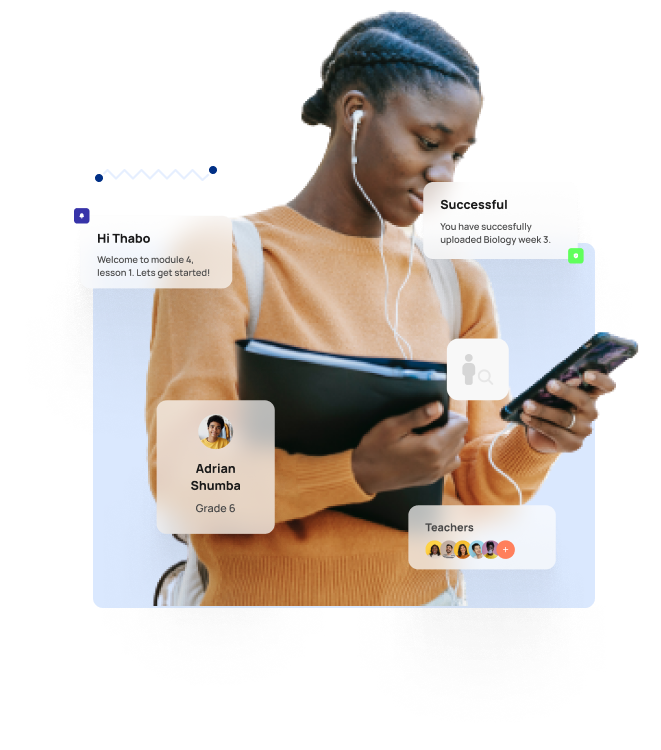 Successful
You have succesfully
uploaded Biology week 3.
Hi Thabo
Welcome to module 4,
lesson 1. Lets get started!
Adrian
Shumba
Grade 6
Teachers
+